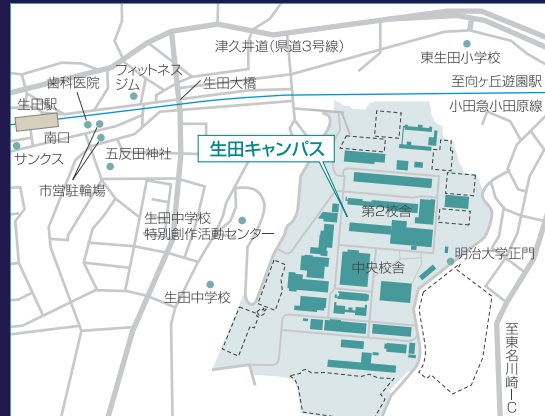 津久井道（県道3号線）
東生田小学校
フィットネス
ジム
歯科医院
生田大橋
至向ヶ丘遊園駅
生田駅
小田急小田原線
南口
サンクス
五反田神社
生田キャンパス
市営駐輪場
第2校舎
生田中学校
特別創作活動センター
明治大学正門
中央校舎
生田中学校
至東名川崎IC